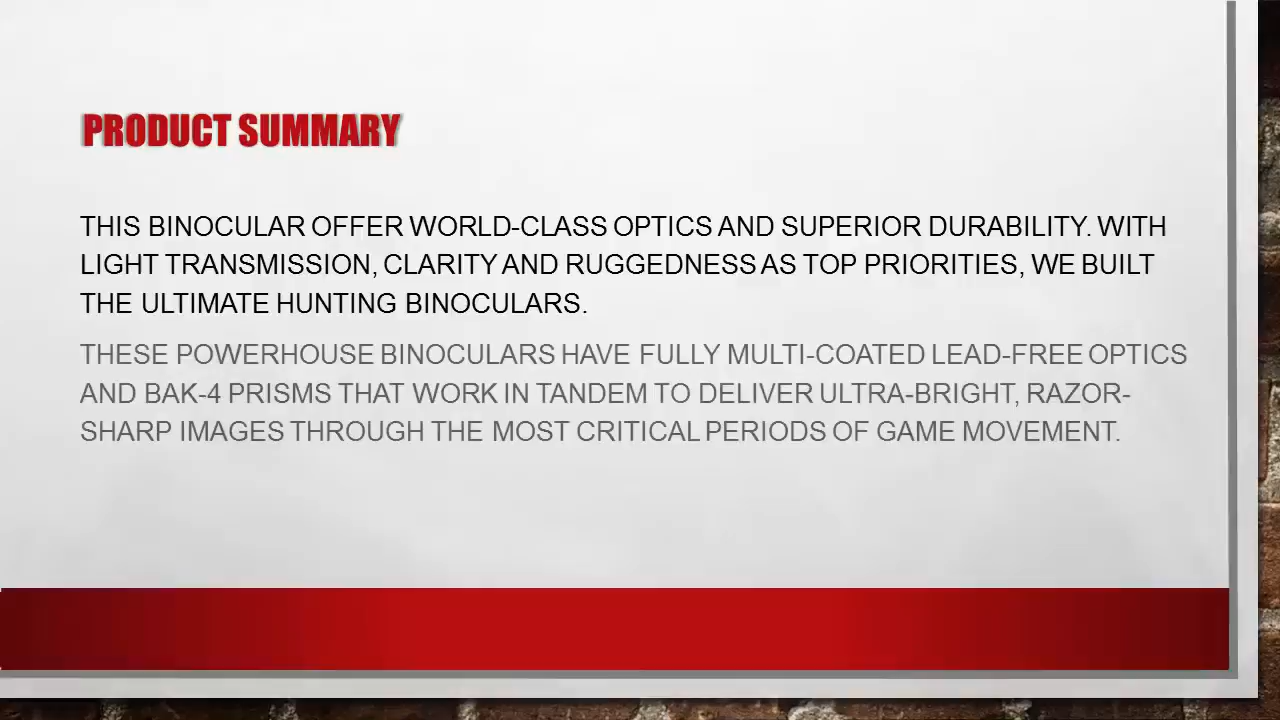 PRODUCT SUMMARY
THIS BINOCULAR OFFER WORLD-CLASS OPTICS AND SUPERIOR DURABILITY. WITH
LIGHT TRANSMISSION, CLARITY AND RUGGEDNESS AS TOP PRIORITIES, WE BUILT
THE ULTIMATE HUNTING BINOCULARS.
THESE POWERHOUSE BINOCULARS HAVE FULLY MULTI-COATED LEAD-FREE OPTICS
AND BAK-4 PRISMS THAT WORK IN TANDEM TO DELIVER ULTRA-BRIGHT, RAZOR-
SHARP IMAGES THROUGH THE MOST CRITICAL PERIODS OF GAME MOVEMENT.